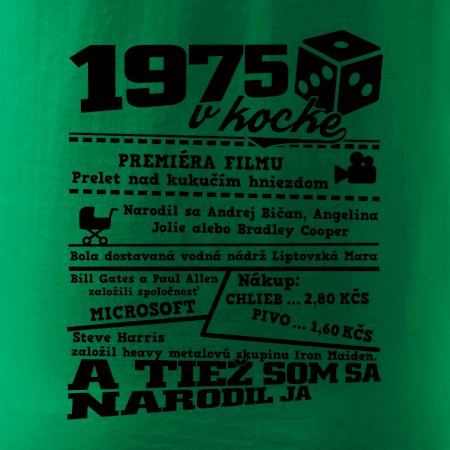 1975
v kocke
PREMIÉRA FILMU
Prelet nad kukučím hniezdom
Narodil sa Andrej Bičan, Angelina
Jolie alebo Bradley Cooper
Bola dostavaná vodná nádrž Liptovská Mara
Bill Gates a Paul Allen
založili spoločnosť
MICROSOFT
Nákup:
CHLIEB ... 2,80 KČS
PIVO ... 1,60 KČS
Steve Harris
založil heavy metalovú skupinu Iron Maiden.
A TIEŽ SOM SA
NARODIL JA